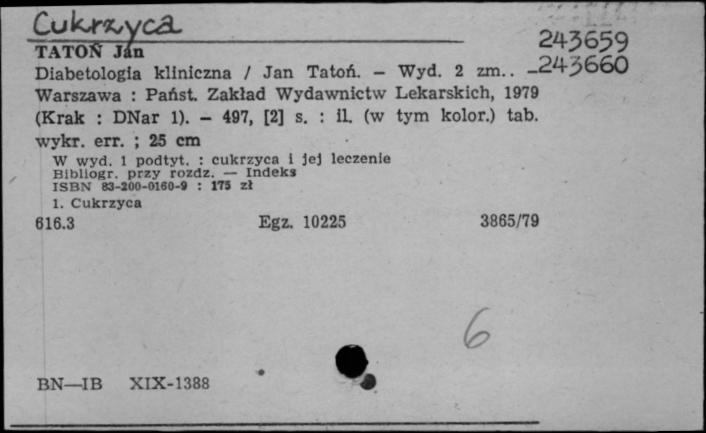 Cukrzyca
243659
TATOŃ Jan
Diabetologia kliniczna / Jan Tatoń. — Wyd. 2 zm.. –243660
Warszawa : Państ. Zakład Wydawnictw Lekarskich, 1979
(Krak : DNar 1). — 497, [2] s. : il. (w tym kolor.) tab.
wykr. err. ; 25 cm
W wyd. 1 podtyt. : cukrzyca i jej leczenie
Bibliogr. przy rozdz. — Indeks
ISBN 83-200-0160-9 : 175 zł
1. Cukrzyca
616.3 Egz. 10225 3865/79
6
BN—IB XIX-1388